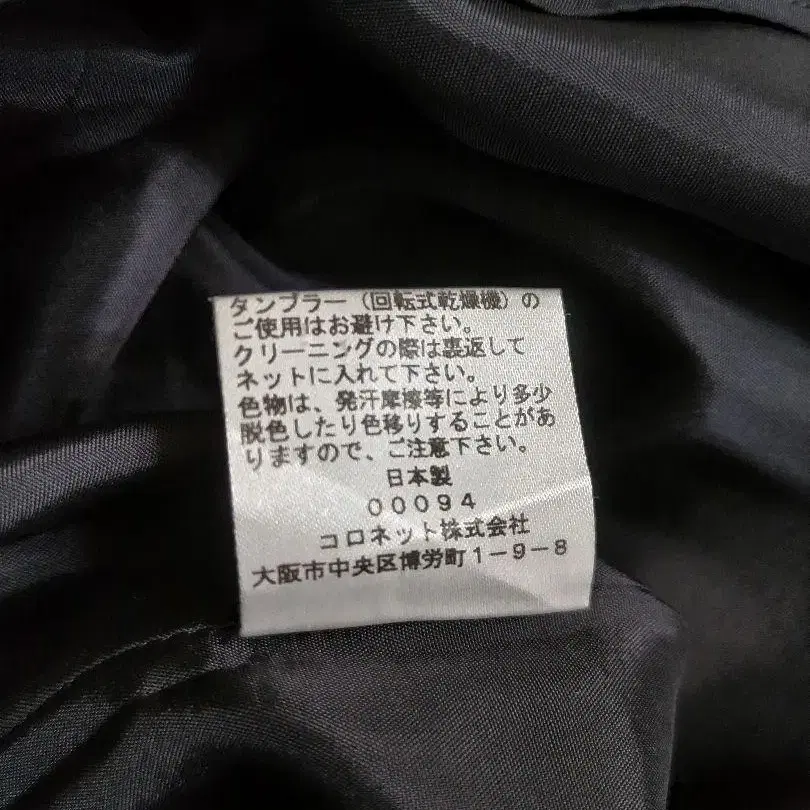 タンブラー（回転式乾燥機）の
ご使用はお避け下さい。
クリーニングの際は裏返して
ネットに入れて下さい。
色物は、発汗摩擦等により多少
脱色したり色移りすることがあ
りますので、ご注意下さい。
日本製
00094
コロネット株式会社
大阪市中央区博労町1-9-8